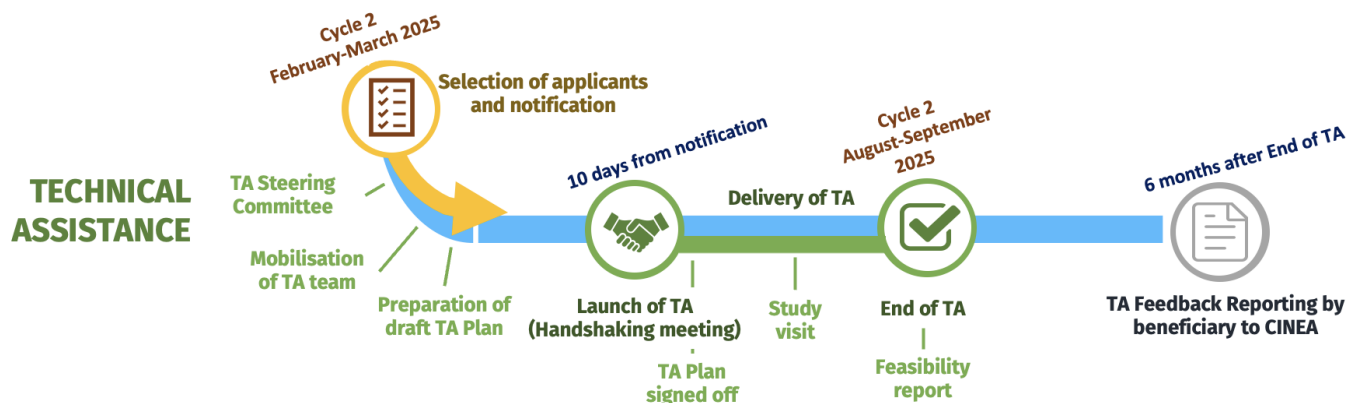 Cycle 2
February-March 2025
Selection of applicants
and notification
TECHNICAL
ASSISTANCE
TA Steering
Committee
Mobilisation
of TA team
Preparation of
draft TA Plan
10 days from notification
Launch of TA
(Handshaking meeting)
TA Plan
signed off
Delivery of TA
Study
visit
Cycle 2
August-September
2025
End of TA
Feasibility
report
6 months after End of TA
TA Feedback Reporting by
beneficiary to CINEA